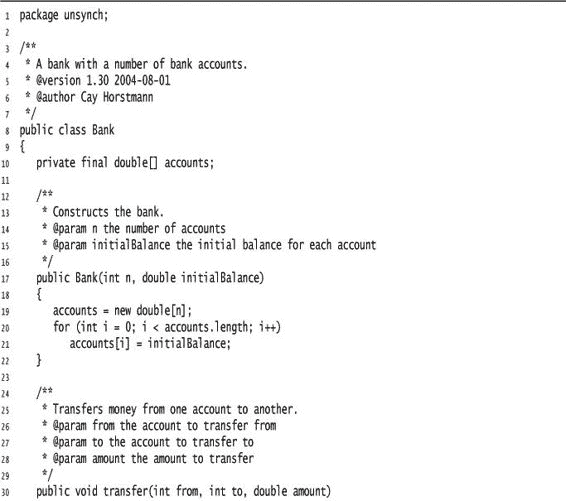 1 package unsynch;
2
3 /**
4  * A bank with a number of bank accounts.
5  * @version 1.30 2004-08-01
6  * @author Cay Horstmann
7  */
8 public class Bank
9 {
10    private final double[] accounts;
11
12    /**
13     * Constructs the bank.
14     * @param n the number of accounts
15     * @param initialBalance the initial balance for each account
16     */
17    public Bank(int n, double initialBalance)
18    {
19       accounts = new double[n];
20       for (int i = 0; i < accounts.length; i++)
21          accounts[i] = initialBalance;
22    }
23
24    /**
25     * Transfers money from one account to another.
26     * @param from the account to transfer from
27     * @param to the account to transfer to
28     * @param amount the amount to transfer
29     */
30    public void transfer(int from, int to, double amount)